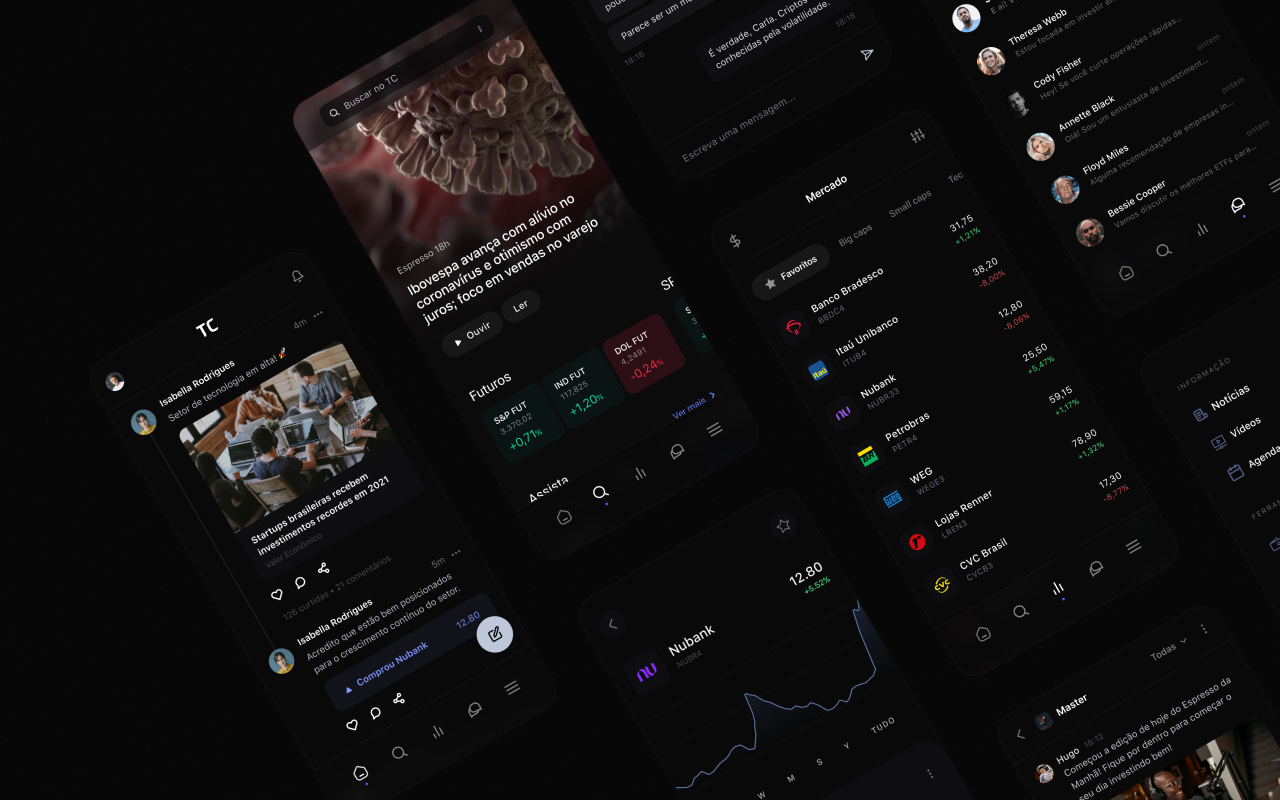 TC
4m
Isabella Rodrigues
Setor de tecnologia em alta! 🚀
Startups brasileiras recebem
investimentos recordes em 2021
Valor Econômico
126 curtidas • 21 comentários
5m
Isabella Rodrigues
Acredito que estão bem posicionados
para o crescimento contínuo do setor.
Comprou Nubank
12.80
Buscar no TC
Espresso 18h
Ibovespa avança com alívio no
coronavírus e otimismo com
juros; foco em vendas no varejo
Ouvir
Ler
Futuros
S&P FUT
3.370,02
+0,71%
IND FUT
117.825
+1,20%
DOL FUT
4,2491
-0,24%
Ver mais
Assista
Parece ser um
18:16
É verdade, Carla. Criptos
conhecidas pela volatilidade.
18:18
Escreva uma mensagem...
Mercado
Favoritos
Big caps
Small caps
Tec
Banco Bradesco
BBDC4
31,75
+1,21%
Itaú Unibanco
ITUB4
38,20
-8,00%
Nubank
NUBR33
12,80
-8,06%
Petrobras
PETR4
25,50
+5,47%
WEG
WEGE3
59,15
+1,17%
Lojas Renner
LREN3
78,90
+1,32%
CVC Brasil
CVCB3
17,30
-8,77%
Nubank
NUBR4
12.80
+5.52%
W
M
S
Y
TUDO
Theresa Webb
Estou focada em investir em
Cody Fisher
Hey! Se você curte operações rápidas...
ontem
Annette Black
Olá! Sou um entusiasta de investiment...
Floyd Miles
Alguma recomendação de empresas in...
ontem
Bessie Cooper
Vamos discutir os melhores ETFs para...
INFORMAÇÃO
Notícias
Vídeos
Agenda
Master
Todas
Hugo
18:12
Começou a edição de hoje do Espresso da
Manhã! Fique por dentro para começar o
seu dia investindo bem!